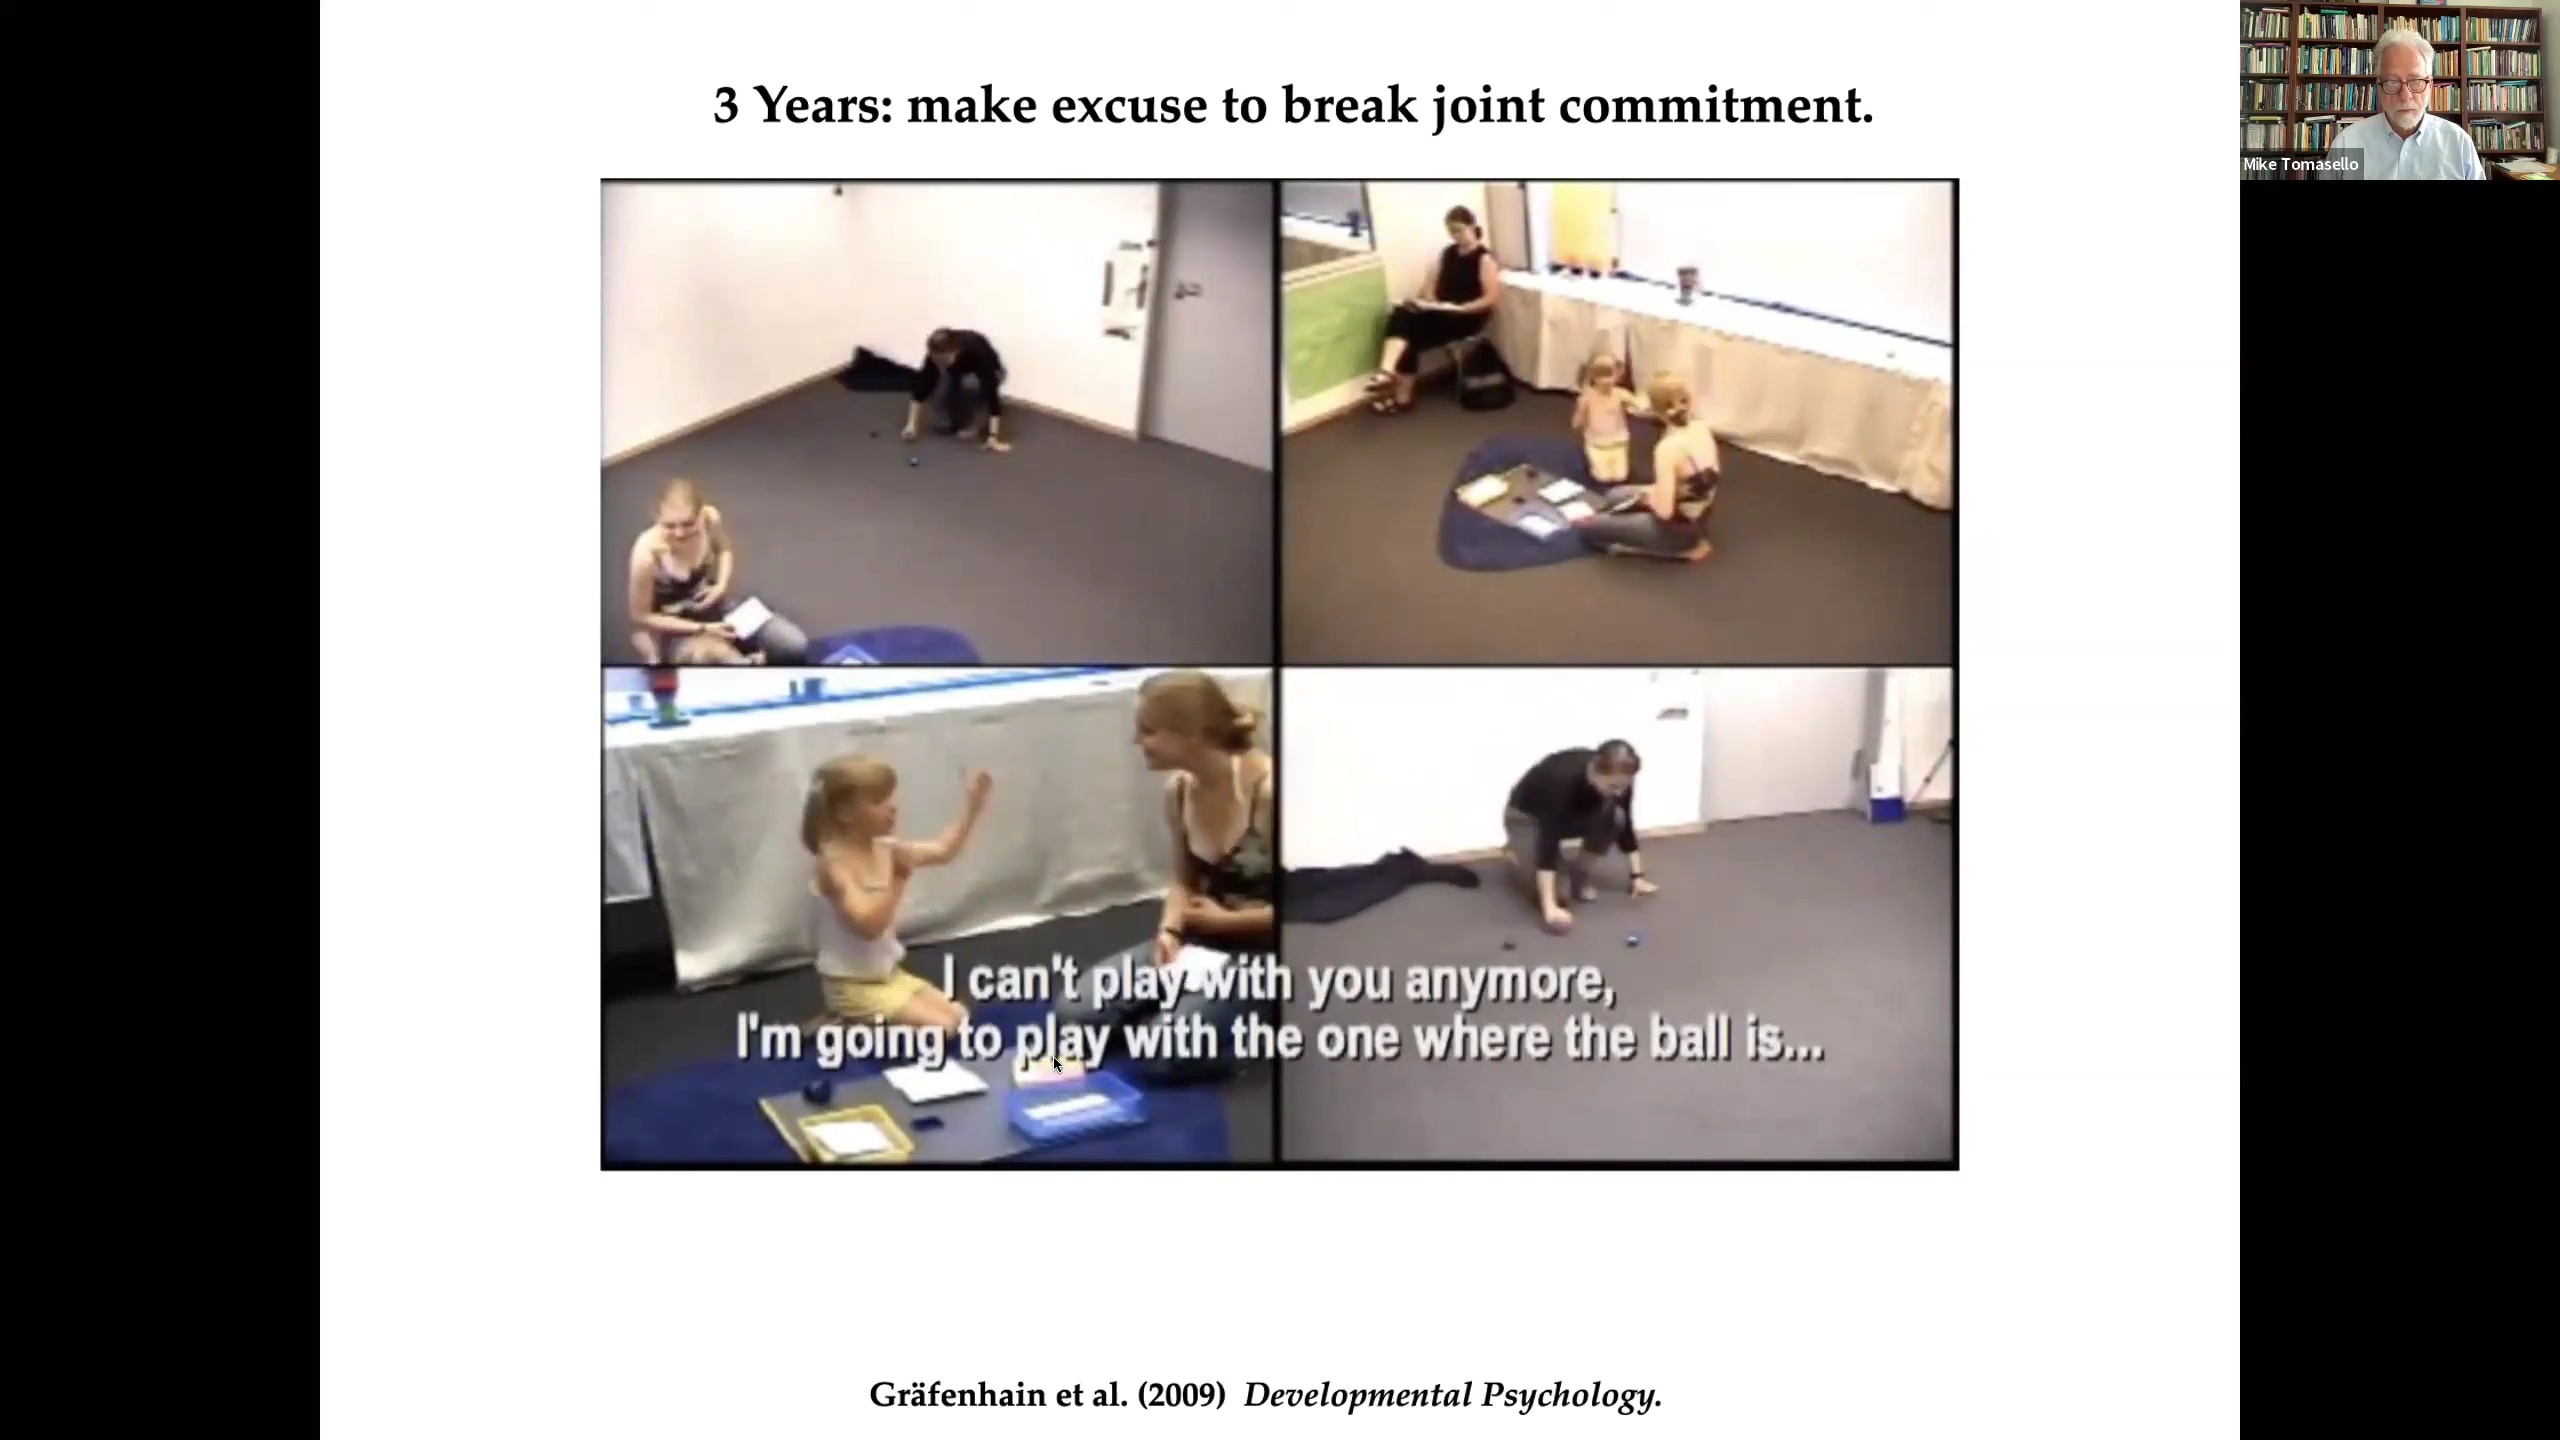 3 Years: make excuse to break joint commitment.
Mike Tomasello
I can't play with you anymore,
I'm going to play with the one where the ball is...
Gräfenhain et al. (2009) Developmental Psychology.